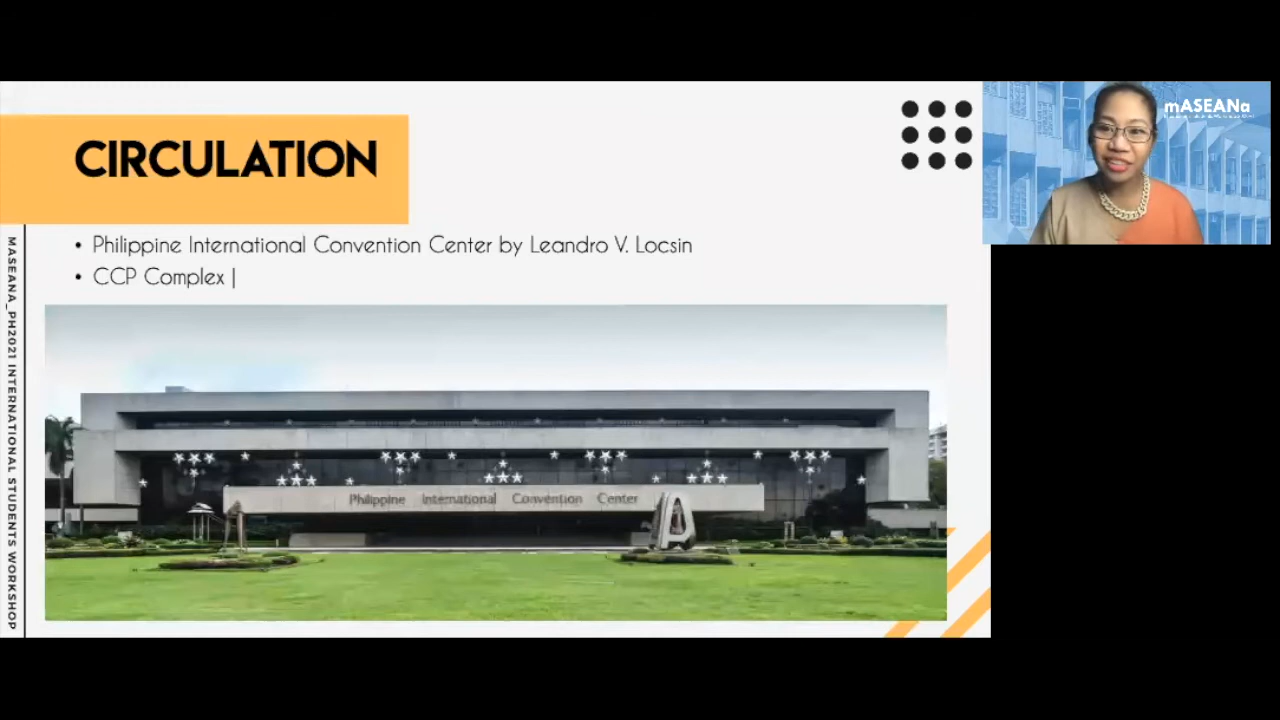 CIRCULATION
• Philippine International Convention Center by Leandro V. Locsin
• CCP Complex |
Philippine International Convention Center
MASEANA_PH2021 INTERNATIONAL STUDENTS WORKSHOP
mASEANa